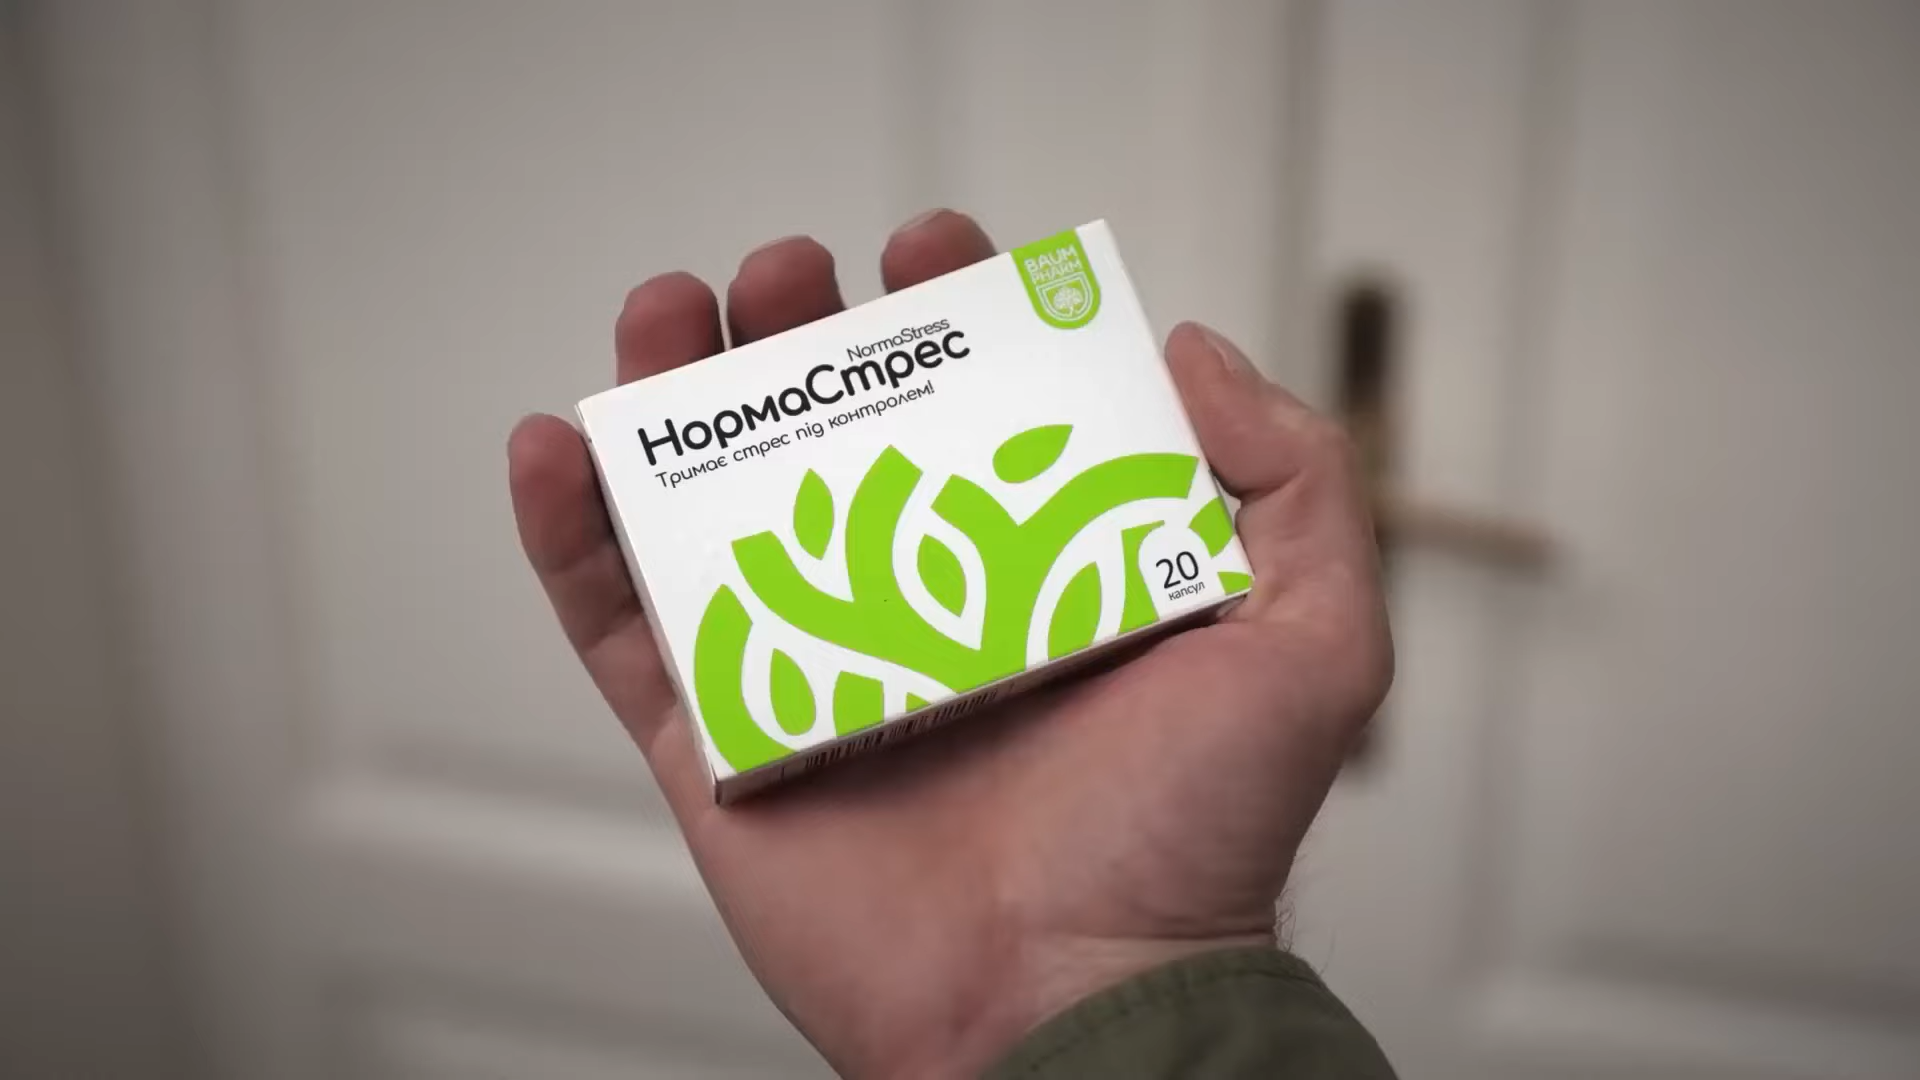 BAUM
PHARM
NormaStress
НормаСтрес
Тримає стрес під контролем!
20
капсул